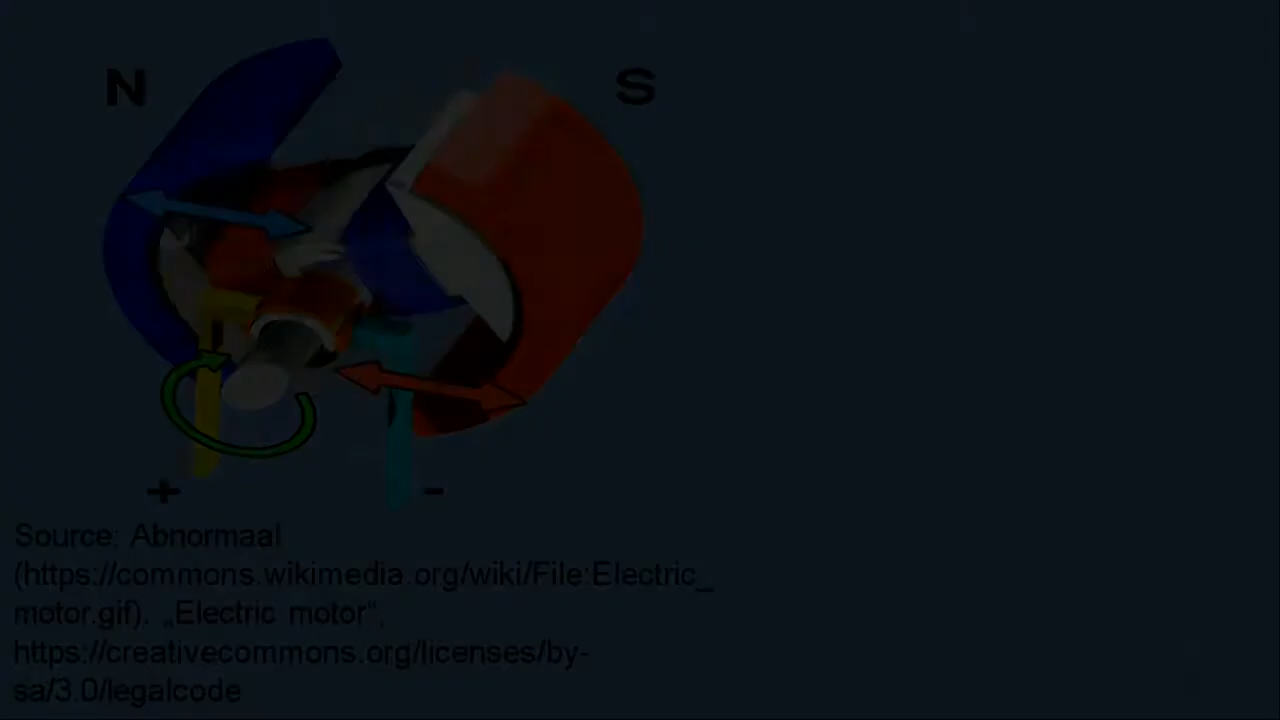 N S
+ -
Source: Abnormaal
(https://commons.wikimedia.org/wiki/File:Electric_
motor.gif), „Electric motor“,
https://creativecommons.org/licenses/by-
sa/3.0/legalcode